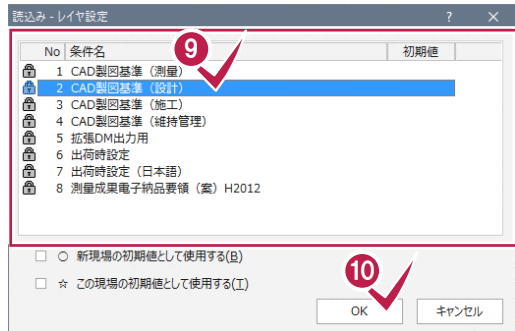 読込み - レイヤ設定 ? ×
No 条件名 初期値
1 CAD製図基準（測量）
2 CAD製図基準（設計）
3 CAD製図基準（施工）
4 CAD製図基準（維持管理）
5 拡張DM出力用
6 出荷時設定
7 出荷時設定（日本語）
8 測量成果電子納品要領（案）H2012
9
○ 新現場の初期値として使用する(B)
☆ この現場の初期値として使用する(T)
10
OK キャンセル